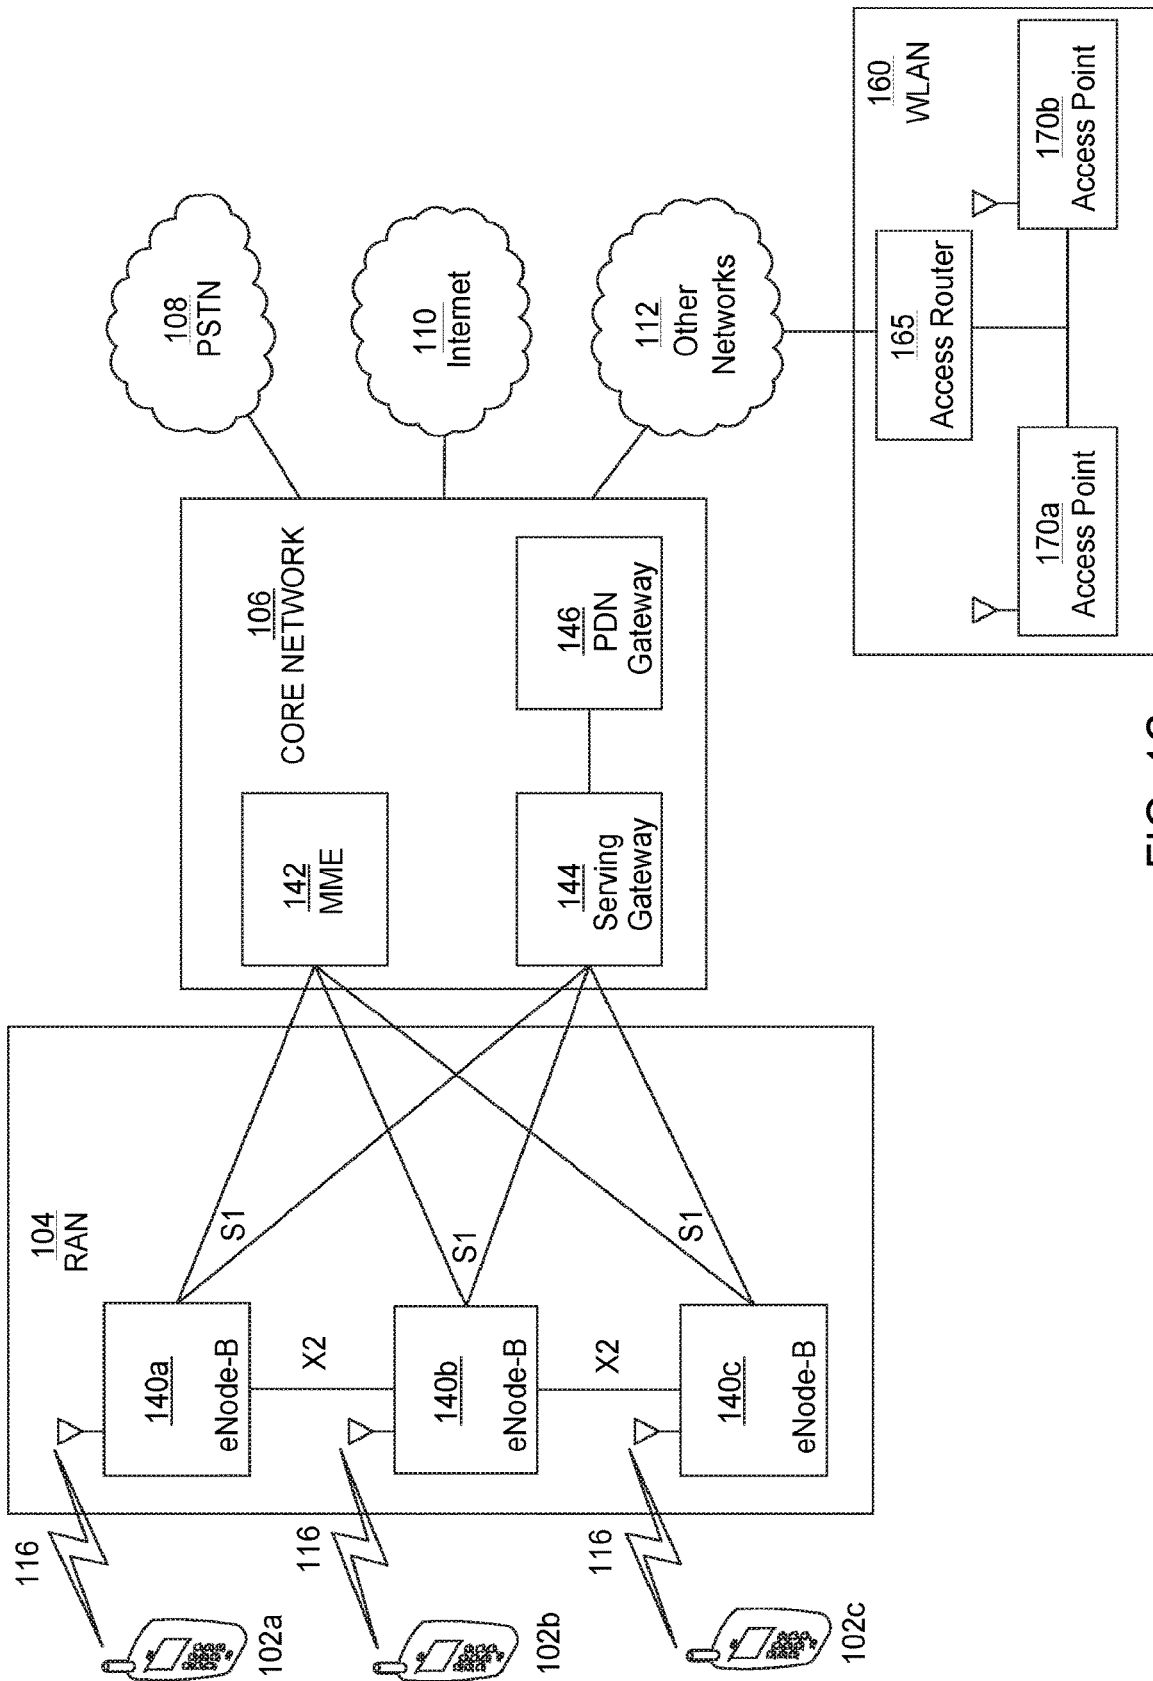 102a
116
102b
116
102c
116
104
RAN
140a
eNode-B
X2
140b
eNode-B
X2
140c
eNode-B
S1
S1
S1
106
CORE NETWORK
142
MME
144
Serving
Gateway
146
PDN
Gateway
108
PSTN
110
Internet
112
Other
Networks
160
WLAN
165
Access Router
170a
Access Point
170b
Access Point